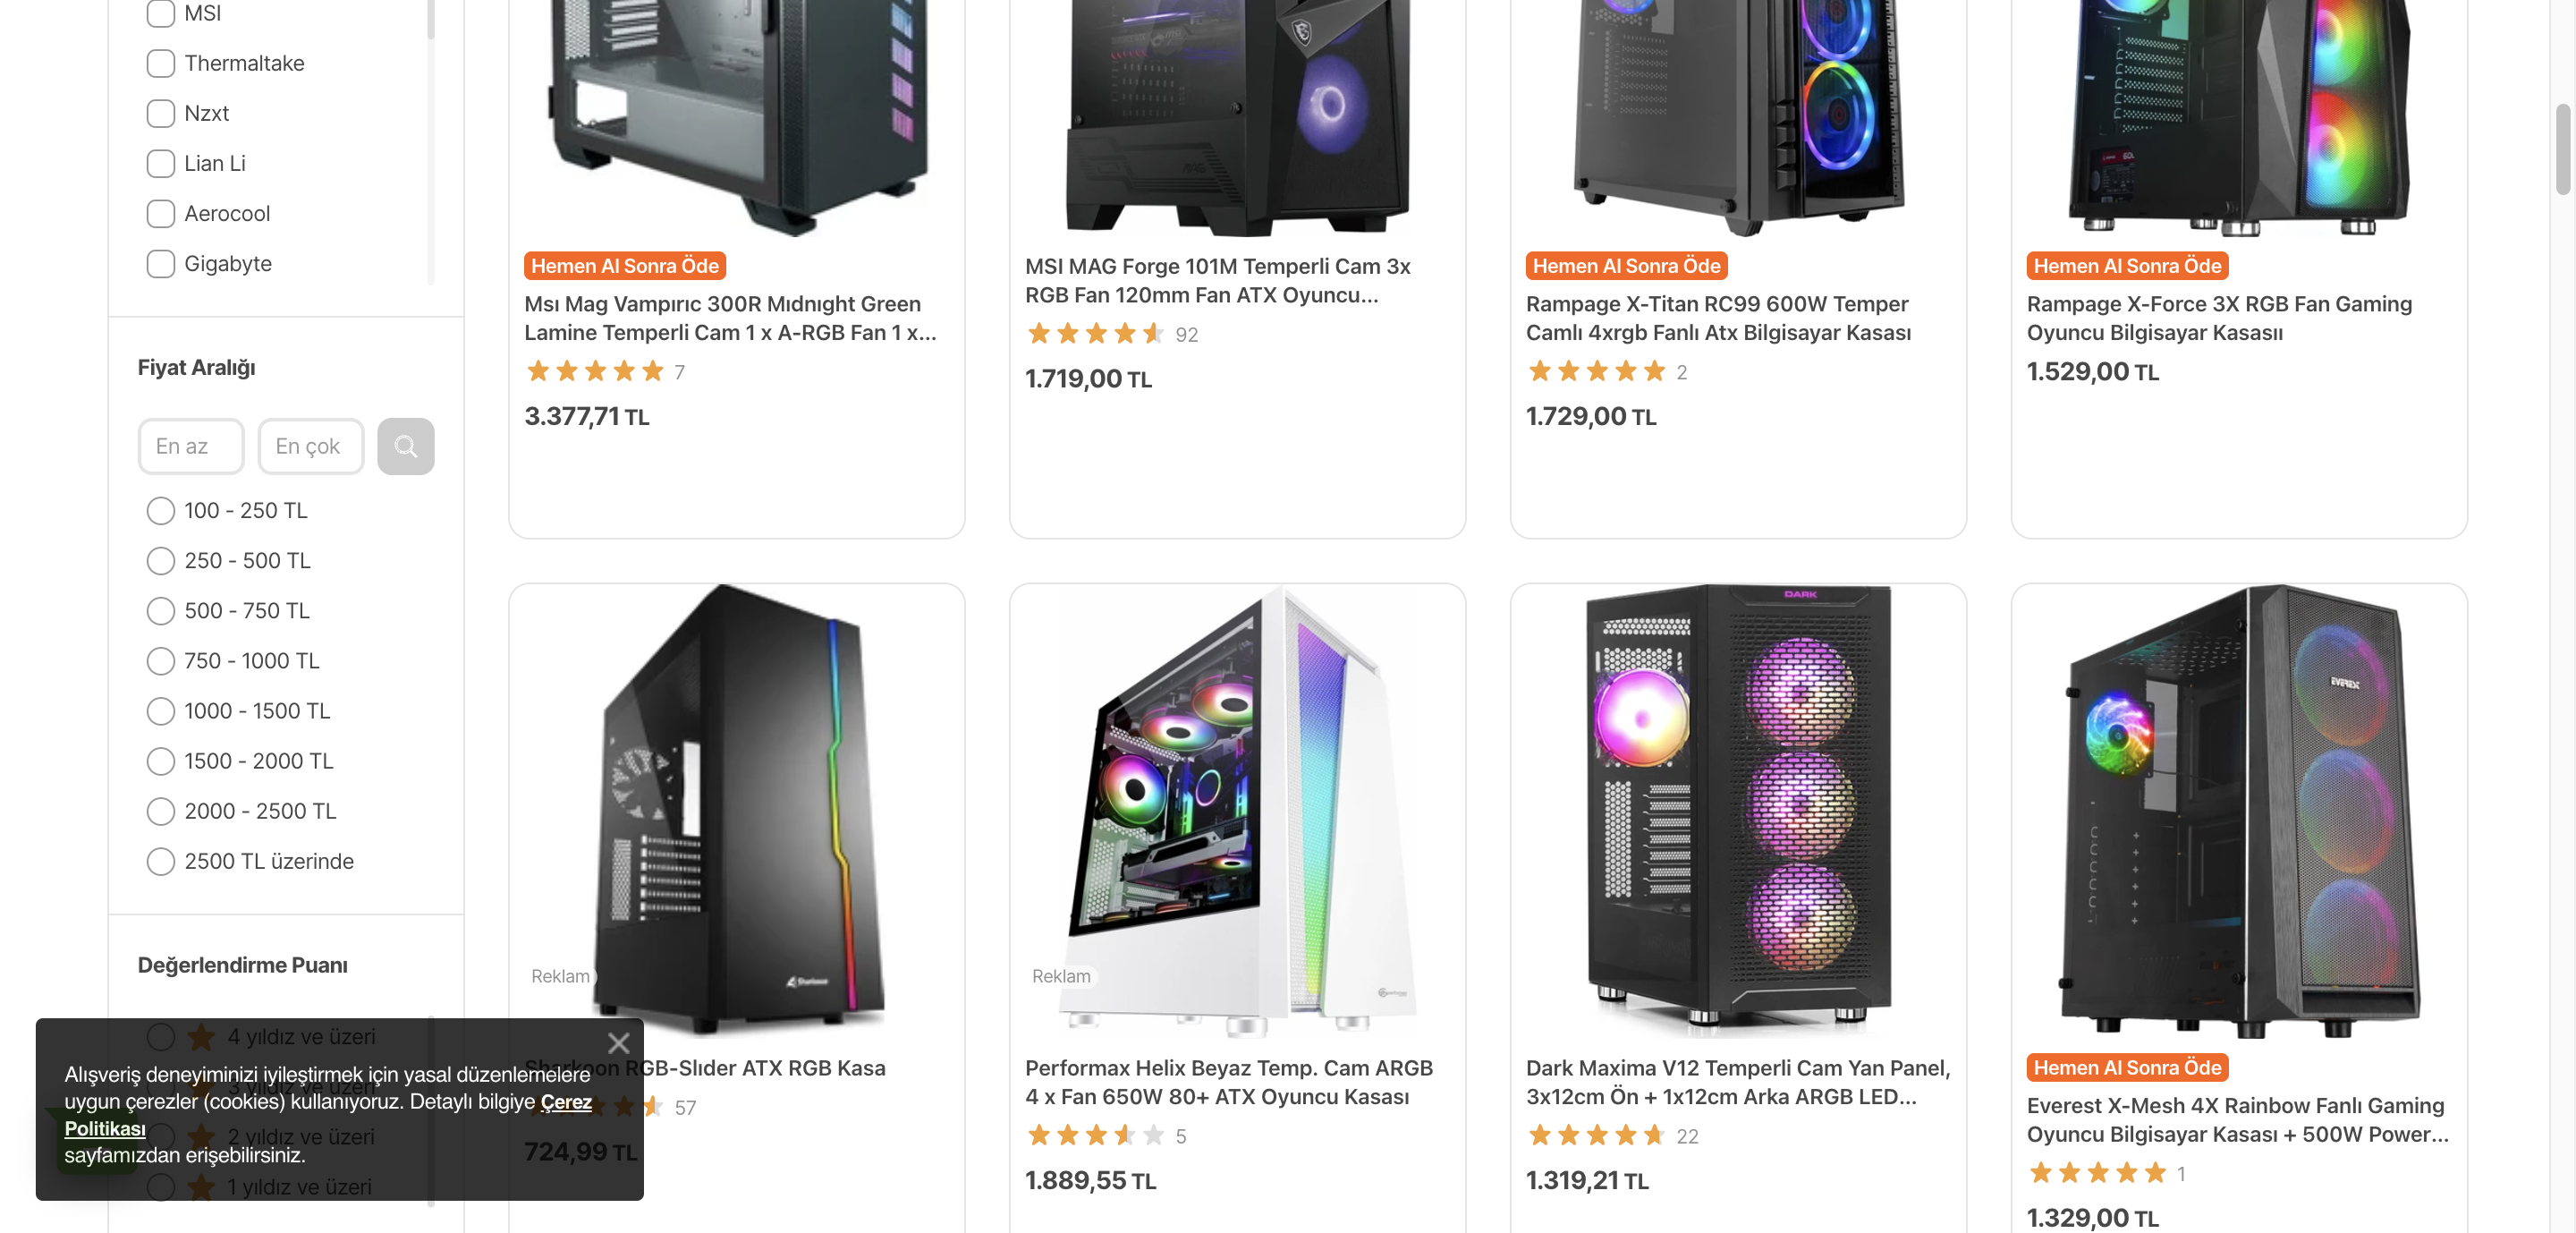 MSI
Thermaltake
Nzxt
Lian Li
Aerocool
Gigabyte
Fiyat Aralığı
En az
En çok
100 - 250 TL
250 - 500 TL
500 - 750 TL
750 - 1000 TL
1000 - 1500 TL
1500 - 2000 TL
2000 - 2500 TL
2500 TL üzerinde
Değerlendirme Puanı
4 yıldız ve üzeri
3 yıldız ve üzeri
2 yıldız ve üzeri
1 yıldız ve üzeri
Alışveriş deneyiminizi iyileştirmek için yasal düzenlemelere
uygun çerezler (cookies) kullanıyoruz. Detaylı bilgiye Çerez
Politikası
sayfamızdan erişebilirsiniz.
Hemen Al Sonra Öde
Msı Mag Vampırıc 300R Mıdnıght Green
Lamine Temperli Cam 1 x A-RGB Fan 1 x...
7
3.377,71 TL
MSI MAG Forge 101M Temperli Cam 3x
RGB Fan 120mm Fan ATX Oyuncu...
92
1.719,00 TL
Hemen Al Sonra Öde
Rampage X-Titan RC99 600W Temper
Camlı 4xrgb Fanlı Atx Bilgisayar Kasası
2
1.729,00 TL
Hemen Al Sonra Öde
Rampage X-Force 3X RGB Fan Gaming
Oyuncu Bilgisayar Kasasıı
1.529,00 TL
Sharkoon
Reklam
Sharkoon RGB-Slıder ATX RGB Kasa
57
724,99 TL
Reklam
Performax Helix Beyaz Temp. Cam ARGB
4 x Fan 650W 80+ ATX Oyuncu Kasası
5
1.889,55 TL
DARK
Dark Maxima V12 Temperli Cam Yan Panel,
3x12cm Ön + 1x12cm Arka ARGB LED...
22
1.319,21 TL
EVEREST
Hemen Al Sonra Öde
Everest X-Mesh 4X Rainbow Fanlı Gaming
Oyuncu Bilgisayar Kasası + 500W Power...
1
1.329,00 TL